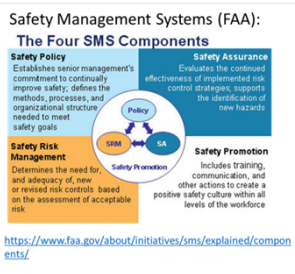 Safety Management Systems (FAA):
The Four SMS Components
Safety Policy
Establishes senior management's
commitment to continually
improve safety; defines the
methods, processes, and
organizational structure
needed to meet
safety goals
Safety Assurance
Evaluates the continued
effectiveness of implemented risk
control strategies; supports
the identification of
new hazards
Policy
SRM
SA
Safety Promotion
Safety Risk
Management
Determines the need for,
and adequacy of, new
or revised risk controls based
on the assessment of acceptable
risk
Safety Promotion
Includes training,
communication, and
other actions to create a
positive safety culture within all
levels of the workforce
https://www.faa.gov/about/initiatives/sms/explained/compon
ents/